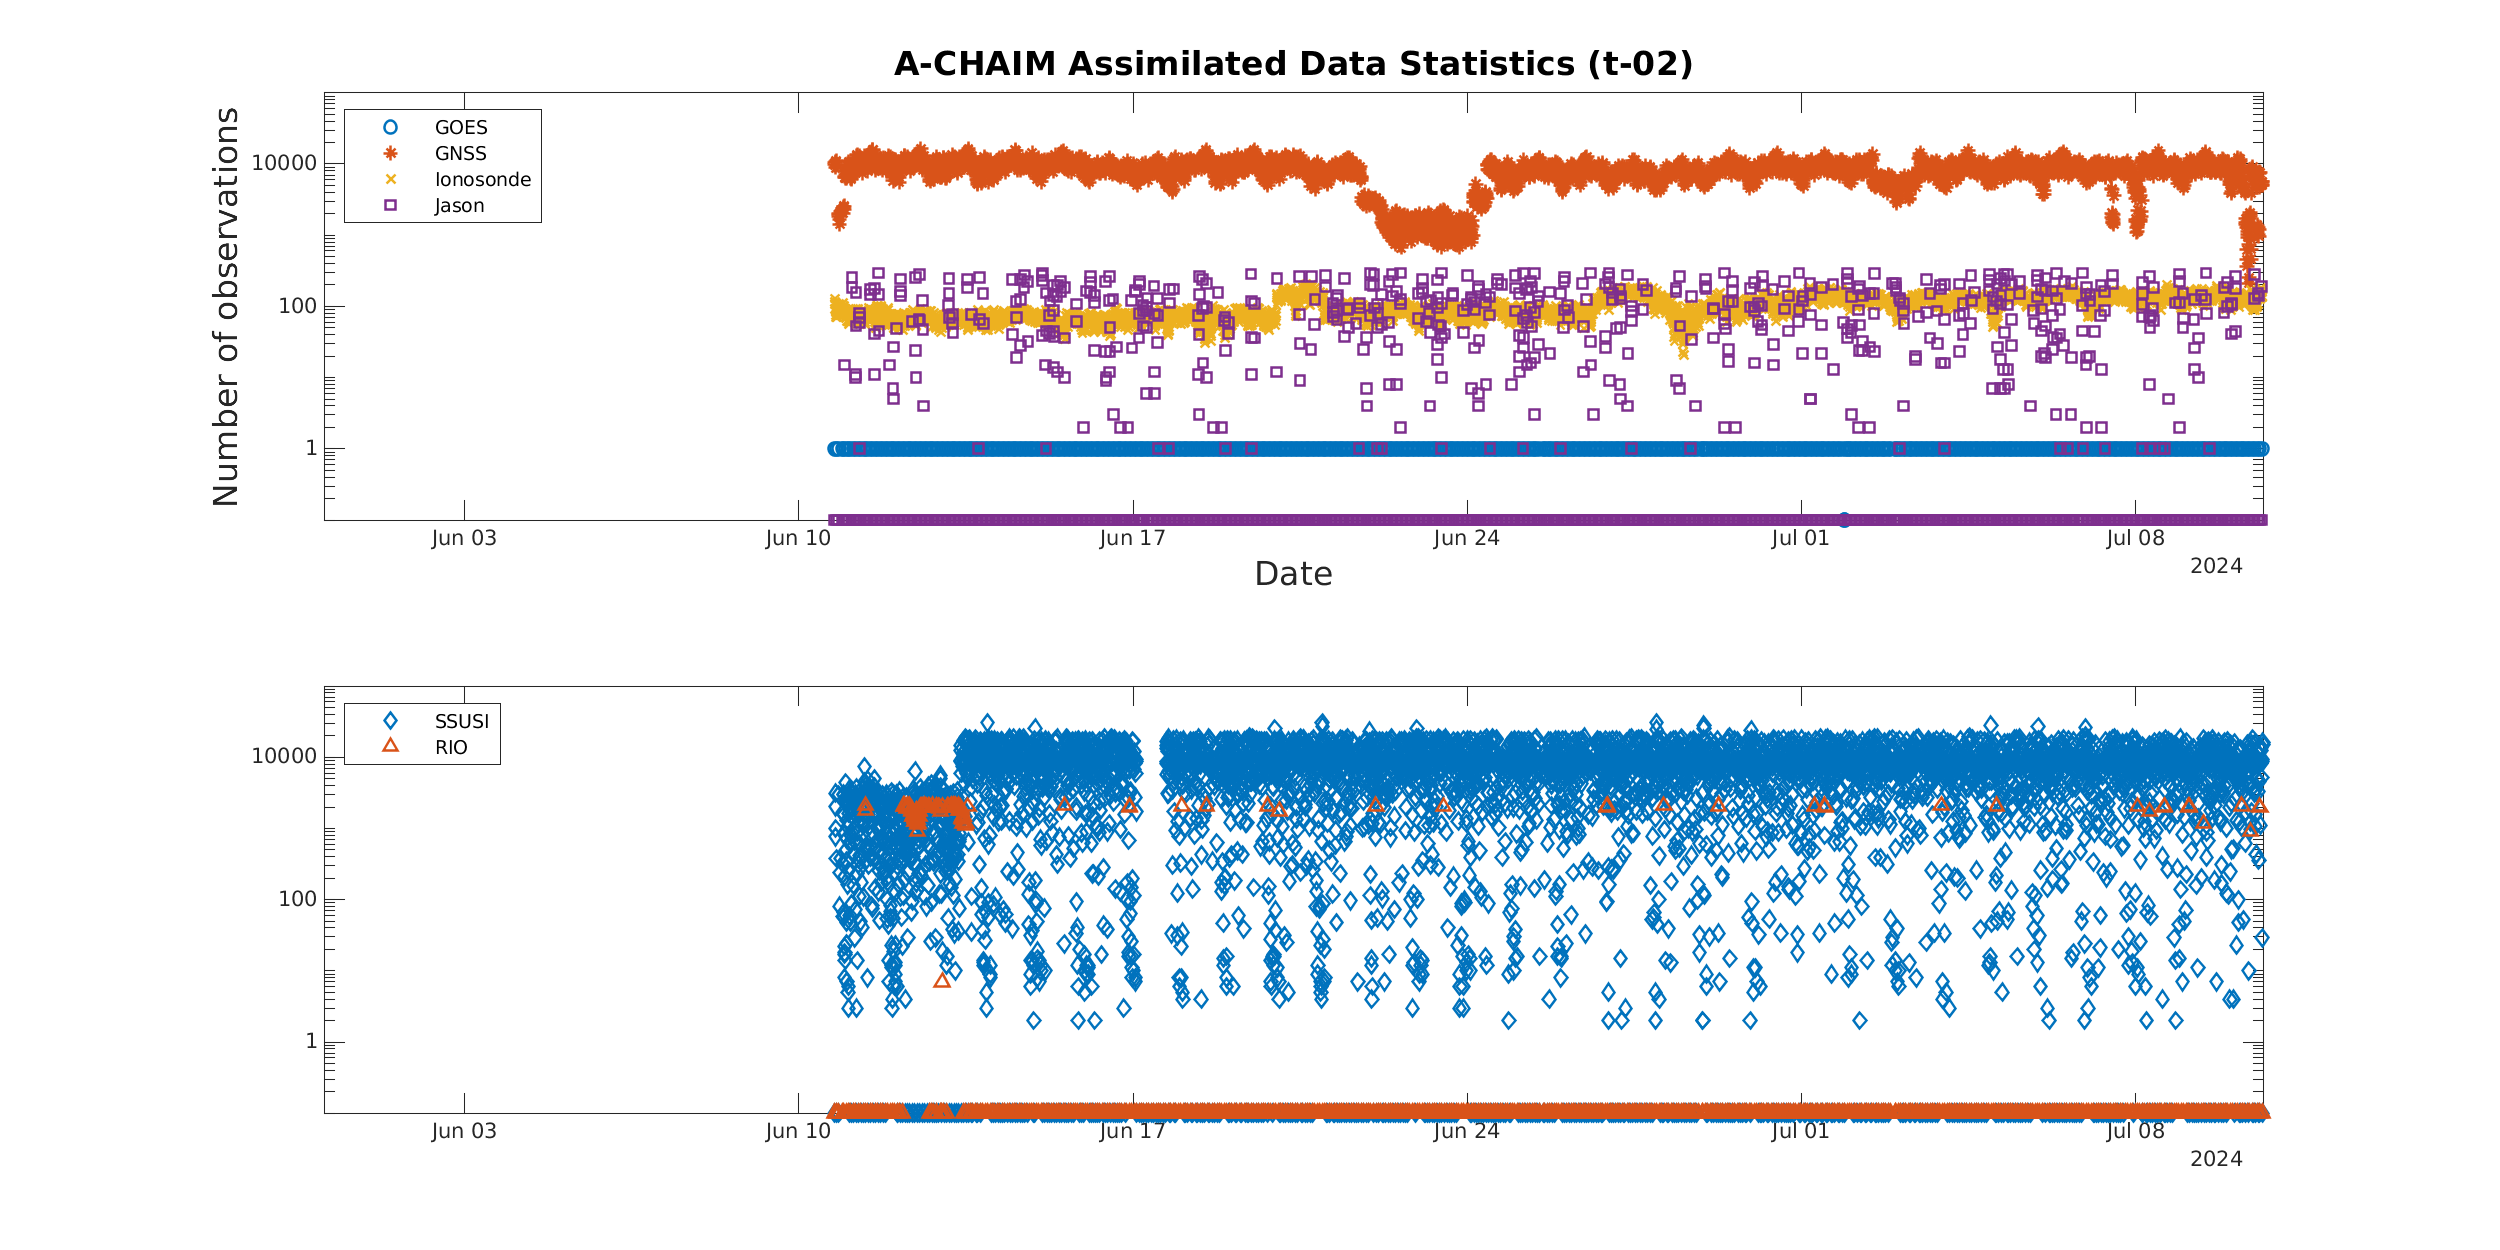 A-CHAIM Assimilated Data Statistics (t-02)
Number of observations
10000
100
1
GOES
GNSS
Ionosonde
Jason
Jun 03
Jun 10
Jun 17
Jun 24
Jul 01
Jul 08
2024
Date
10000
100
1
SSUSI
RIO
Jun 03
Jun 10
Jun 17
Jun 24
Jul 01
Jul 08
2024